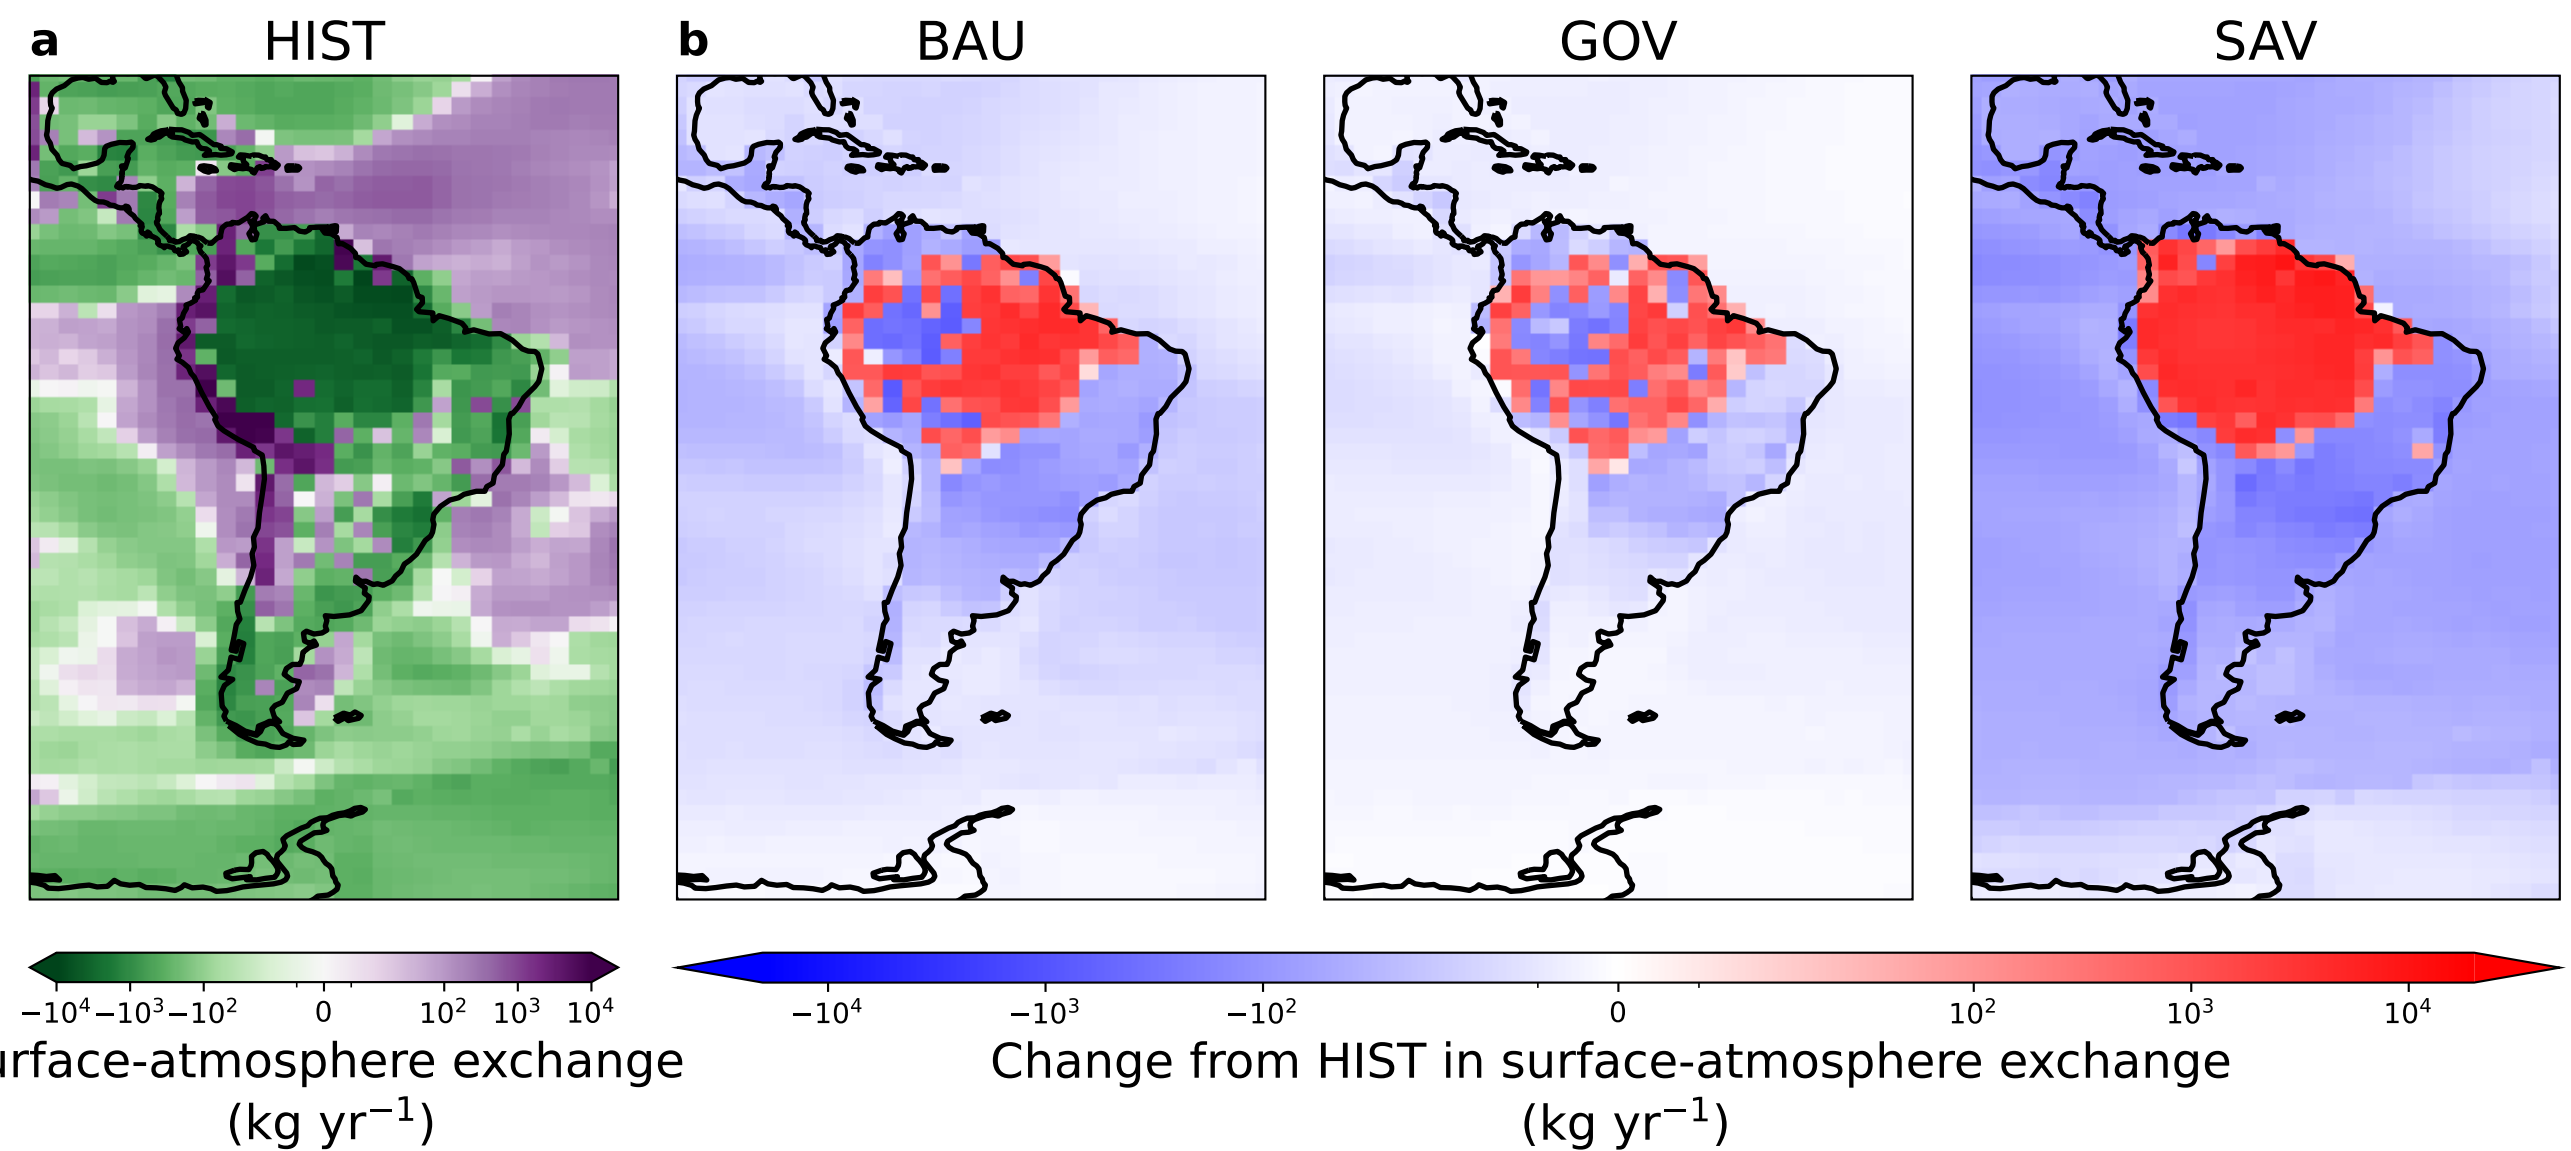 a HIST b BAU GOV SAV
−10⁴ −10³ −10² 0 10² 10³ 10⁴ −10⁴ −10³ −10² 0 10² 10³ 10⁴
urface-atmosphere exchange Change from HIST in surface-atmosphere exchange
(kg yr⁻¹) (kg yr⁻¹)